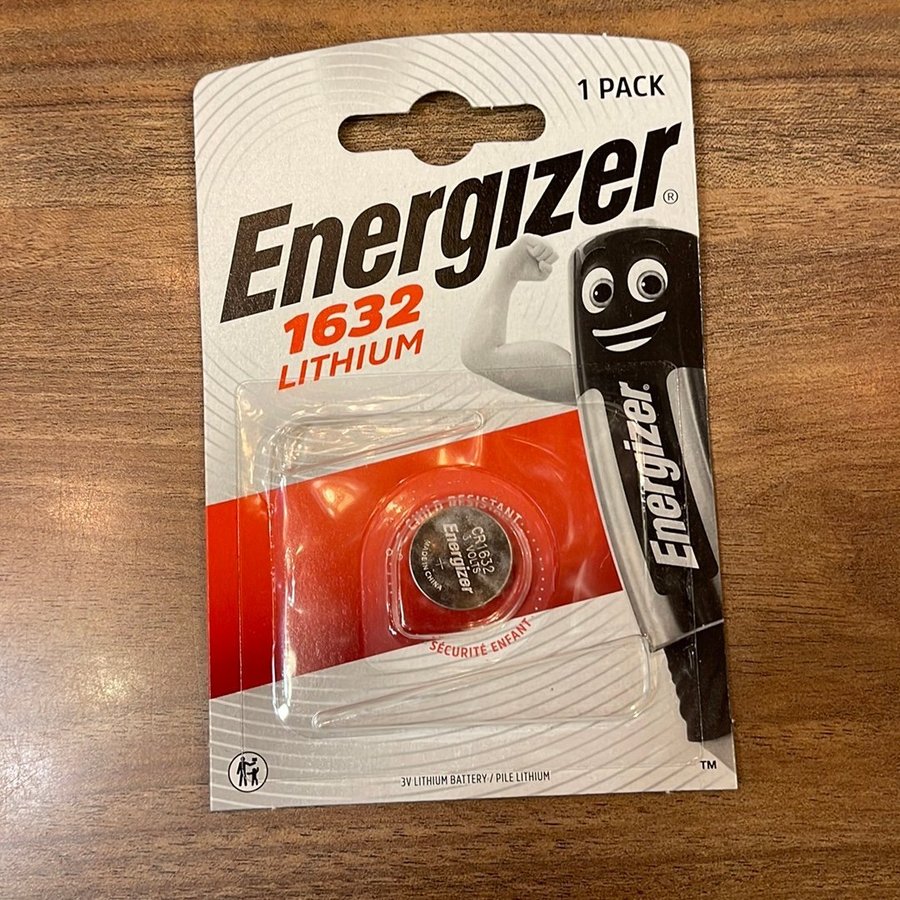 1 PACK
Energizer®
1632
LITHIUM
Energizer®
CHILD RESISTANT
CR1632
3 VOLTS
Energizer
+
MADE IN CHINA
SÉCURITÉ ENFANT
3V LITHIUM BATTERY / PILE LITHIUM
™